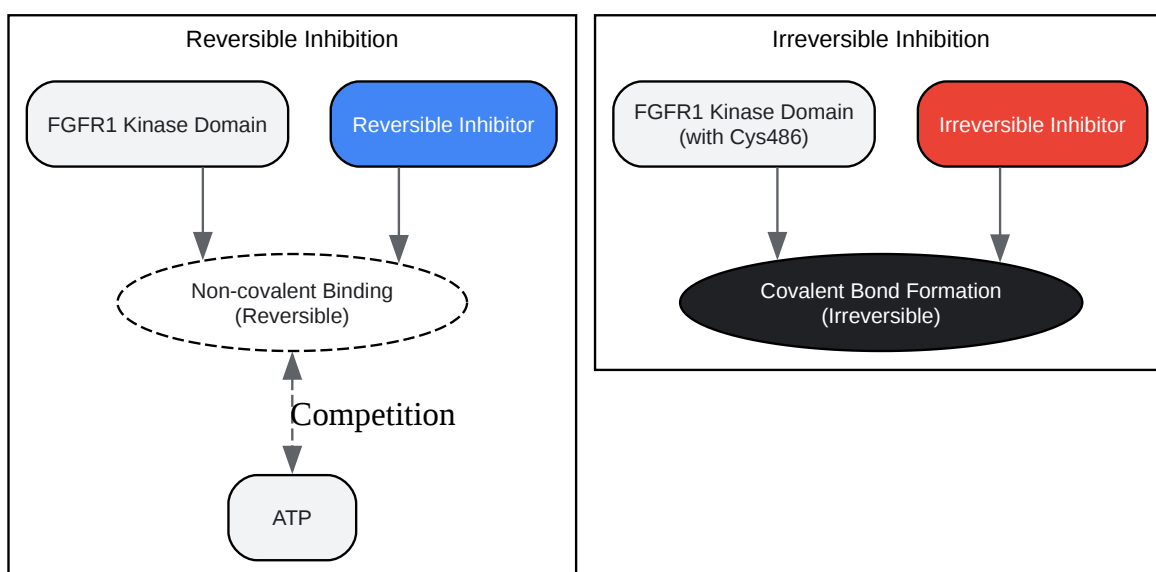 Reversible Inhibition
FGFR1 Kinase Domain
Reversible Inhibitor
Non-covalent Binding
(Reversible)
Competition
ATP
Irreversible Inhibition
FGFR1 Kinase Domain
(with Cys486)
Irreversible Inhibitor
Covalent Bond Formation
(Irreversible)